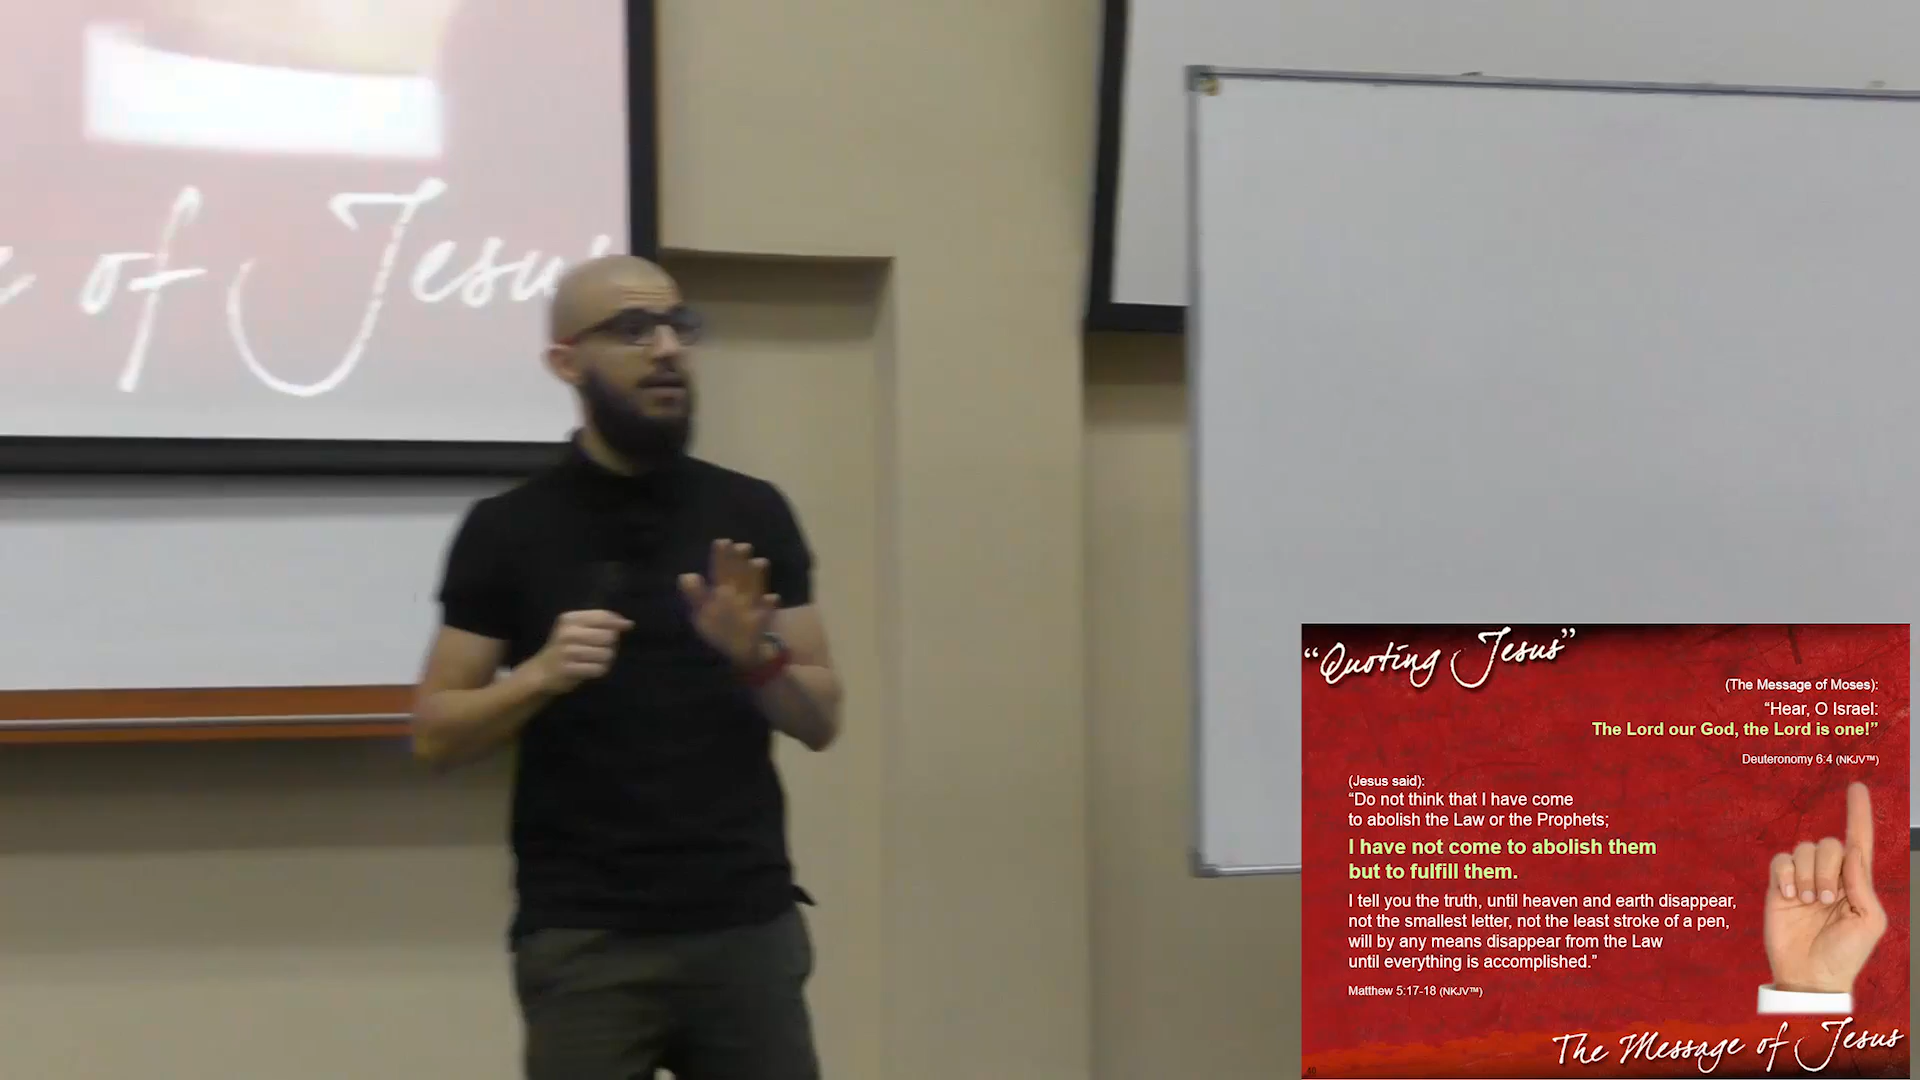 e of Jesus
“Quoting Jesus”
(The Message of Moses):
“Hear, O Israel:
The Lord our God, the Lord is one!”
Deuteronomy 6:4 (NKJV™)
(Jesus said):
“Do not think that I have come
to abolish the Law or the Prophets;
I have not come to abolish them
but to fulfill them.
I tell you the truth, until heaven and earth disappear,
not the smallest letter, not the least stroke of a pen,
will by any means disappear from the Law
until everything is accomplished.”
Matthew 5:17-18 (NKJV™)
The Message of Jesus